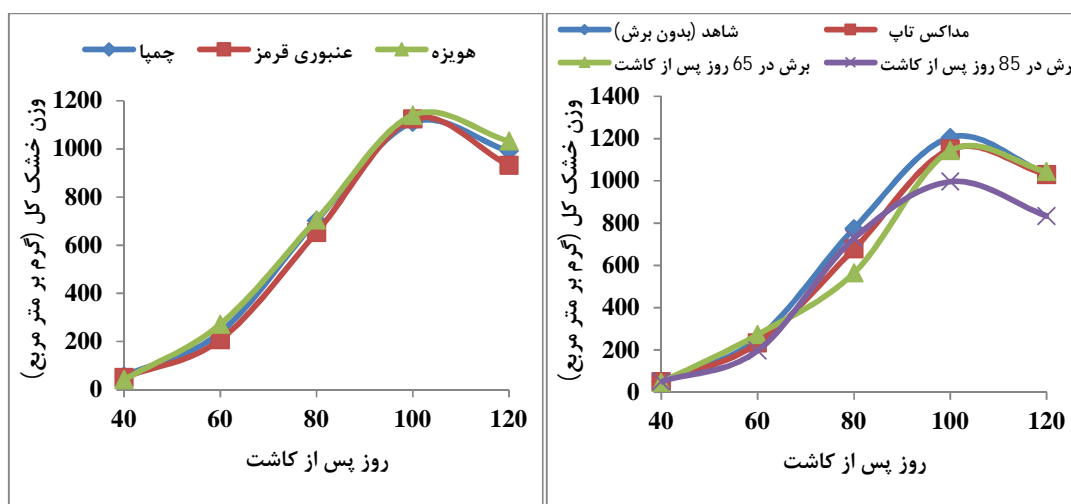 چمپا عنبوری قرمز هویزه
وزن خشک کل (گرم بر متر مربع)
1200
1000
800
600
400
200
0
40 60 80 100 120
روز پس از کاشت
شاهد (بدون برش) مداکس تاپ
برش در 65 روز پس از کاشت رش در 85 روز پس از کاشت
وزن خشک کل (گرم بر متر مربع)
1400
1200
1000
800
600
400
200
0
40 60 80 100 120
روز پس از کاشت